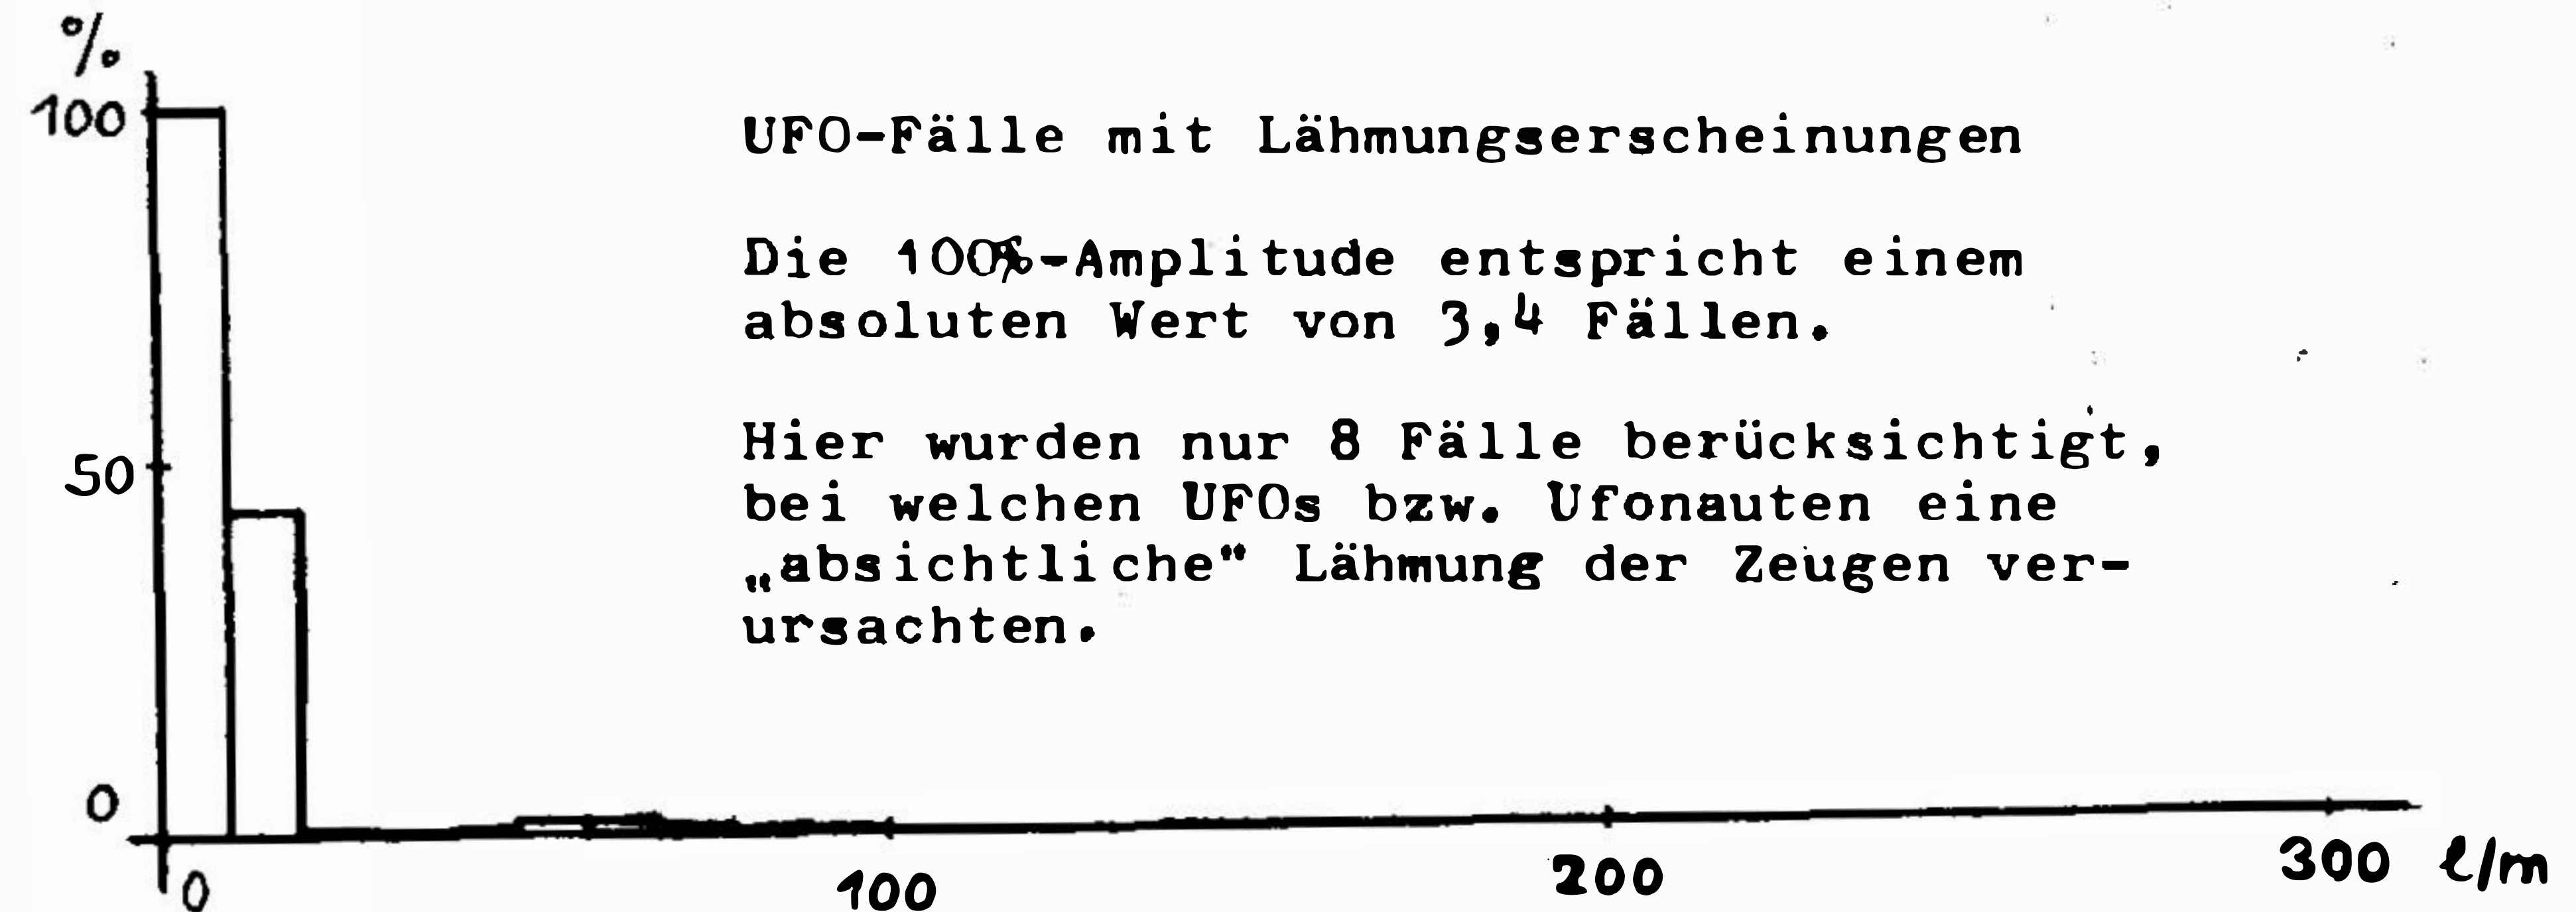 %
100
UFO-Fälle mit Lähmungserscheinungen
Die 100%-Amplitude entspricht einem
absoluten Wert von 3,4 Fällen.
50
Hier wurden nur 8 Fälle berücksichtigt,
bei welchen UFOs bzw. Ufonauten eine
„absichtliche" Lähmung der Zeugen ver-
ursachten.
0
0
100
200
300 l/m